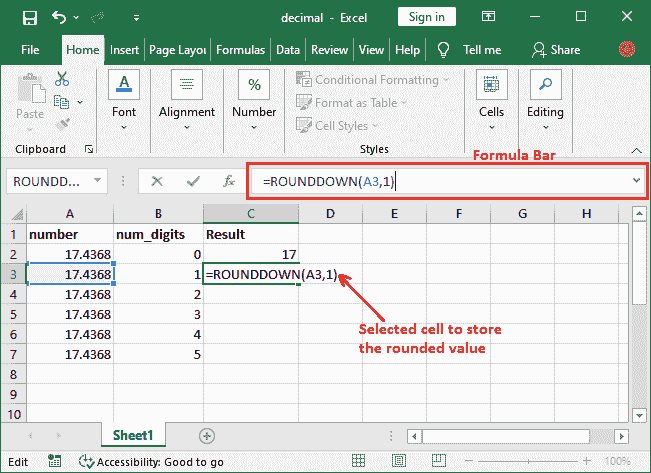 decimal - Excel
Sign in
File Home Insert Page Layou Formulas Data Review View Help Tell me Share
Paste
Clipboard
Font
Alignment
%
Number
Conditional Formatting
Format as Table
Cell Styles
Styles
Cells
Editing
Formula Bar
ROUNDD... fx =ROUNDDOWN(A3,1)
A B C D E F G H
1 number num_digits Result
2 17.4368 0 17
3 17.4368 1 =ROUNDDOWN(A3,1)
4 17.4368 2
5 17.4368 3
6 17.4368 4
7 17.4368 5
8
9
10
Selected cell to store
the rounded value
Sheet1
Edit Accessibility: Good to go 100%